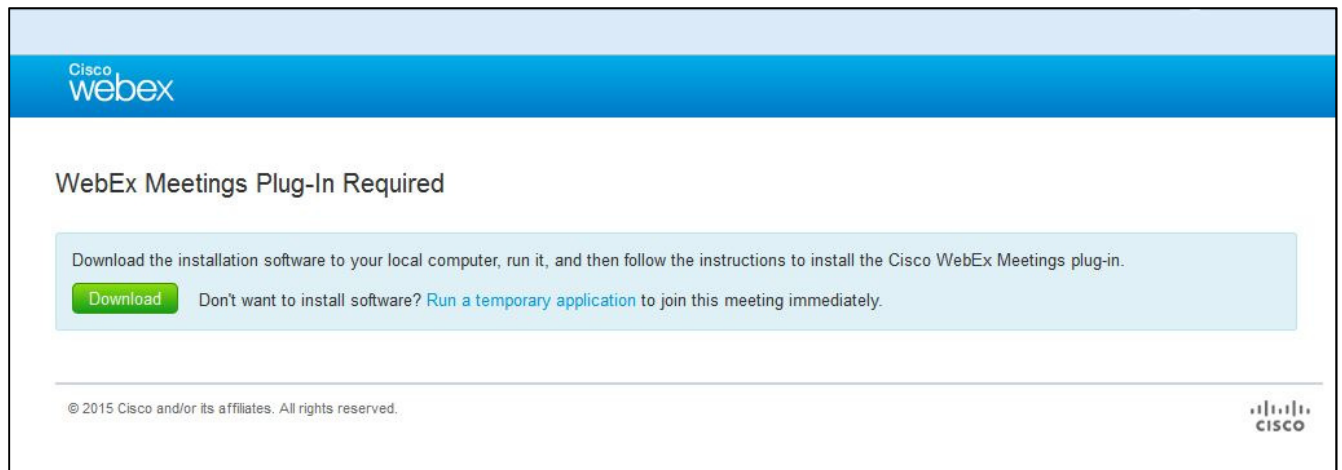 Cisco
webex
WebEx Meetings Plug-In Required
Download the installation software to your local computer, run it, and then follow the instructions to install the Cisco WebEx Meetings plug-in.
Download Don't want to install software? Run a temporary application to join this meeting immediately.
© 2015 Cisco and/or its affiliates. All rights reserved.
CISCO